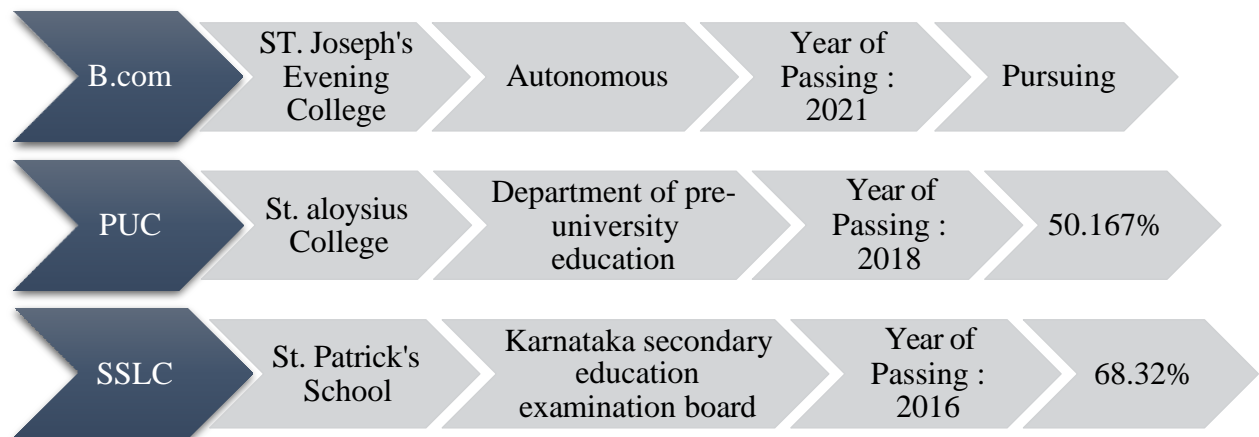 B.com
ST. Joseph's
Evening
College
Autonomous
Year of
Passing :
2021
Pursuing
PUC
St. aloysius
College
Department of pre-
university
education
Year of
Passing :
2018
50.167%
SSLC
St. Patrick's
School
Karnataka secondary
education
examination board
Year of
Passing :
2016
68.32%